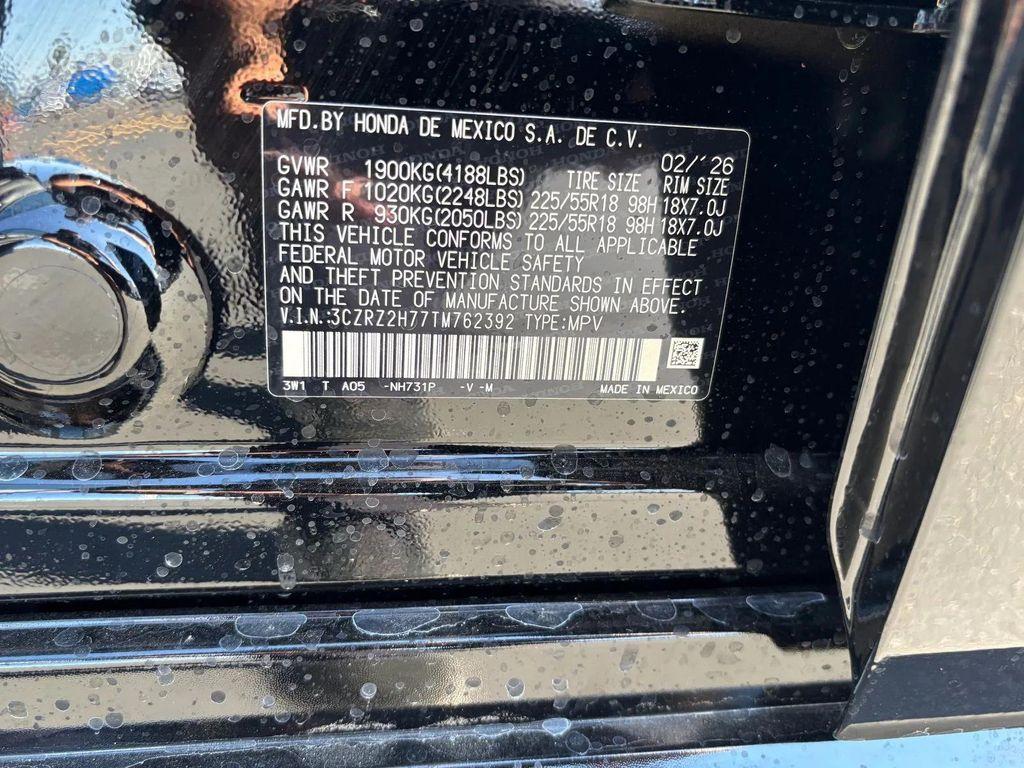 MFD.BY HONDA DE MEXICO S.A. DE C.V.
02/'26
GVWR 1900KG(4188LBS) TIRE SIZE RIM SIZE
GAWR F 1020KG(2248LBS) 225/55R18 98H 18X7.0J
GAWR R 930KG(2050LBS) 225/55R18 98H 18X7.0J
THIS VEHICLE CONFORMS TO ALL APPLICABLE
FEDERAL MOTOR VEHICLE SAFETY
AND THEFT PREVENTION STANDARDS IN EFFECT
ON THE DATE OF MANUFACTURE SHOWN ABOVE.
V.I.N.:3CZRZ2H77TM762392 TYPE:MPV
3W1 T A05 -NH731P -V -M MADE IN MEXICO